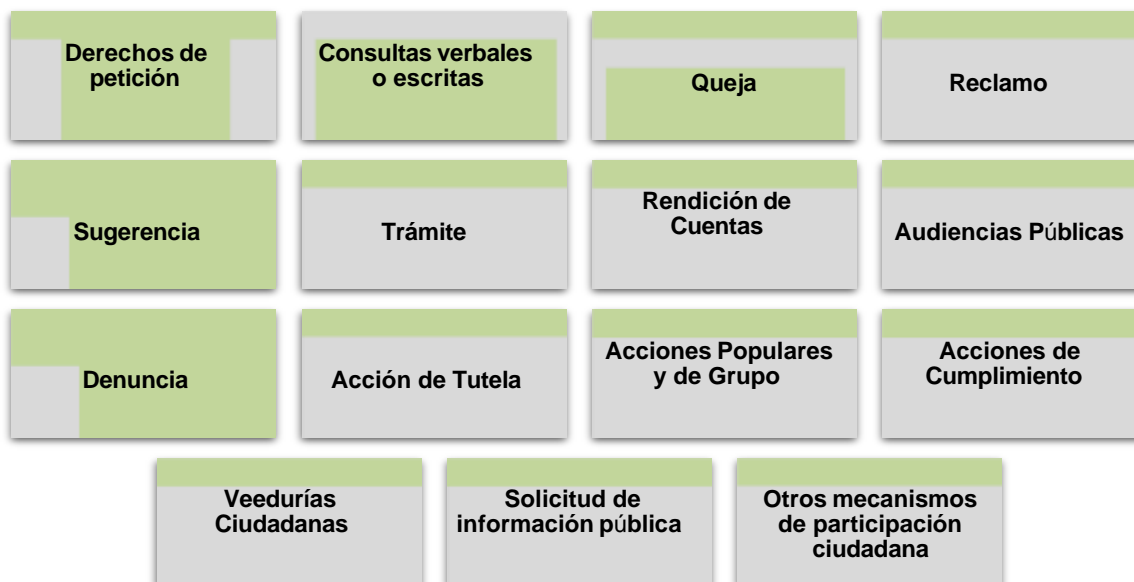 Derechos de
petición
Consultas verbales
o escritas
Queja
Reclamo
Sugerencia
Trámite
Rendición de
Cuentas
Audiencias Públicas
Denuncia
Acción de Tutela
Acciones Populares
y de Grupo
Acciones de
Cumplimiento
Veedurías
Ciudadanas
Solicitud de
información pública
Otros mecanismos
de participación
ciudadana